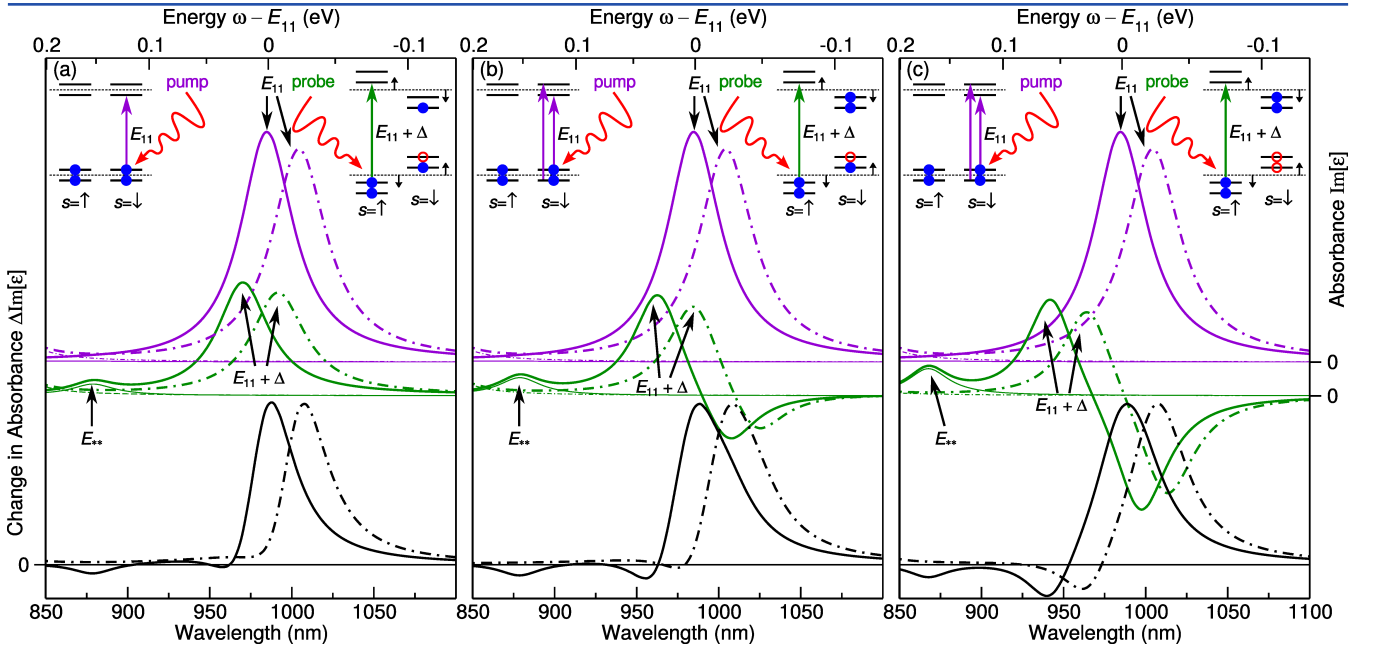 Energy ω − E11 (eV) Energy ω − E11 (eV) Energy ω − E11 (eV)
0.2 0.1 0 -0.1 0.2 0.1 0 -0.1 0.2 0.1 0 -0.1
(a) pump E11 probe ↑ ↓
E11 E11 + Δ
↓ ↑
s=↑ s=↓ s=↑ s=↓
E11 + Δ
E**
(b) pump E11 probe ↑ ↓
E11 E11 + Δ
↓ ↑
s=↑ s=↓ s=↑ s=↓
E11 + Δ
E**
(c) pump E11 probe ↑ ↓
E11 E11 + Δ
↓ ↑
s=↑ s=↓ s=↑ s=↓
E11 + Δ
E**
Change in Absorbance ΔIm[ε]
0
Absorbance Im[ε]
0
0
850 900 950 1000 1050 850 900 950 1000 1050 850 900 950 1000 1050 1100
Wavelength (nm) Wavelength (nm) Wavelength (nm)